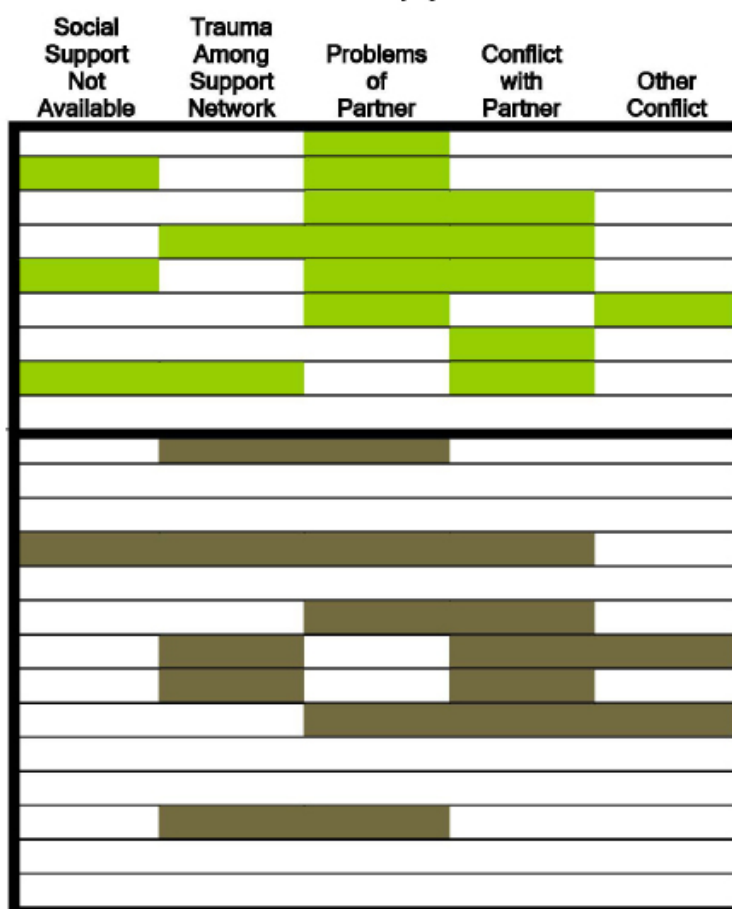 Social Support Not Available
Trauma Among Support Network
Problems of Partner
Conflict with Partner
Other Conflict